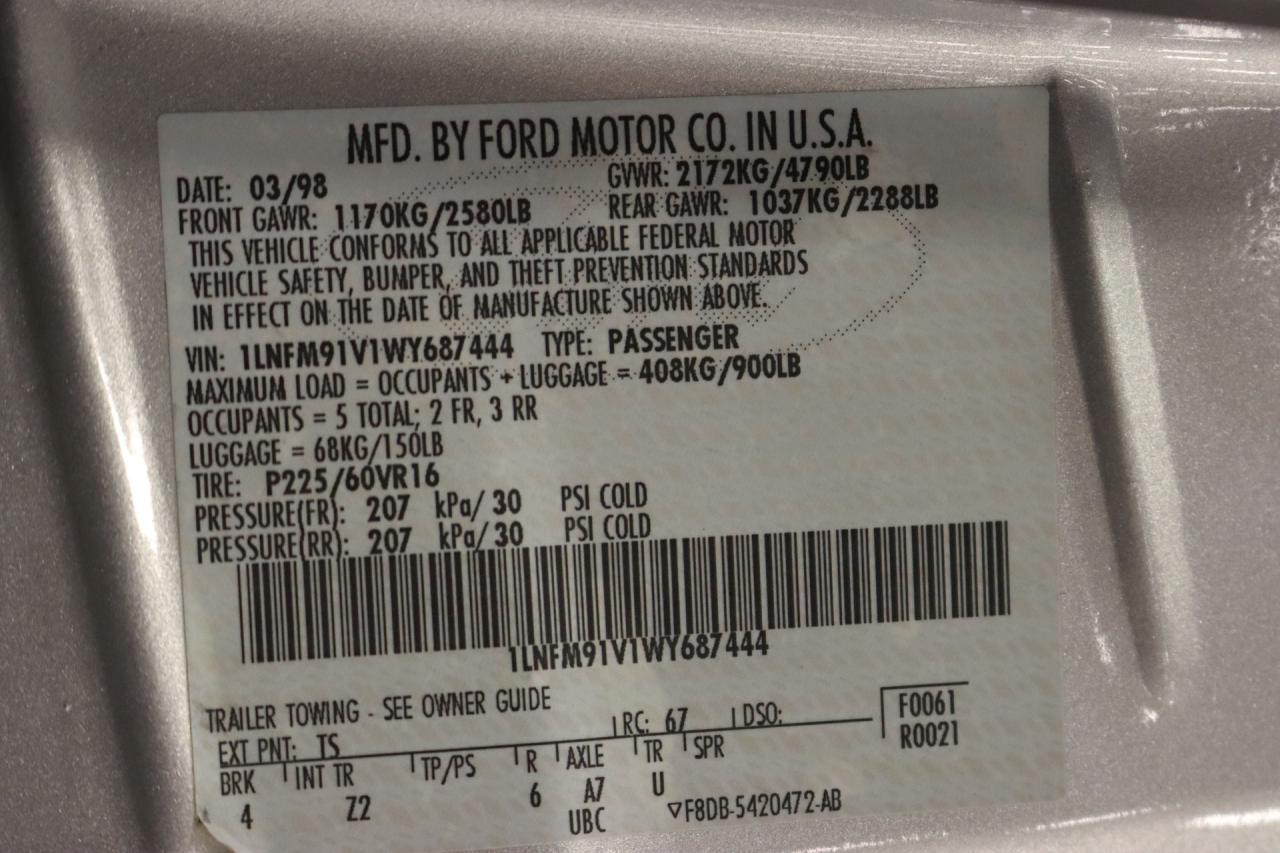 MFD. BY FORD MOTOR CO. IN U.S.A.
DATE: 03/98 GVWR: 2172KG/4790LB
FRONT GAWR: 1170KG/2580LB REAR GAWR: 1037KG/2288LB
THIS VEHICLE CONFORMS TO ALL APPLICABLE FEDERAL MOTOR
VEHICLE SAFETY, BUMPER, AND THEFT PREVENTION STANDARDS
IN EFFECT ON THE DATE OF MANUFACTURE SHOWN ABOVE.
VIN: 1LNFM91V1WY687444 TYPE: PASSENGER
MAXIMUM LOAD = OCCUPANTS + LUGGAGE = 408KG/900LB
OCCUPANTS = 5 TOTAL; 2 FR, 3 RR
LUGGAGE = 68KG/150LB
TIRE: P225/60VR16
PRESSURE(FR): 207 kPa/ 30 PSI COLD
PRESSURE(RR): 207 kPa/ 30 PSI COLD
1LNFM91V1WY687444
TRAILER TOWING - SEE OWNER GUIDE
EXT PNT: TS RC: 67 DSO: F0061
R0021
BRK INT TR TP/PS R AXLE TR SPR
4 Z2 6 A7 U
UBC ▽F8DB-5420472-AB